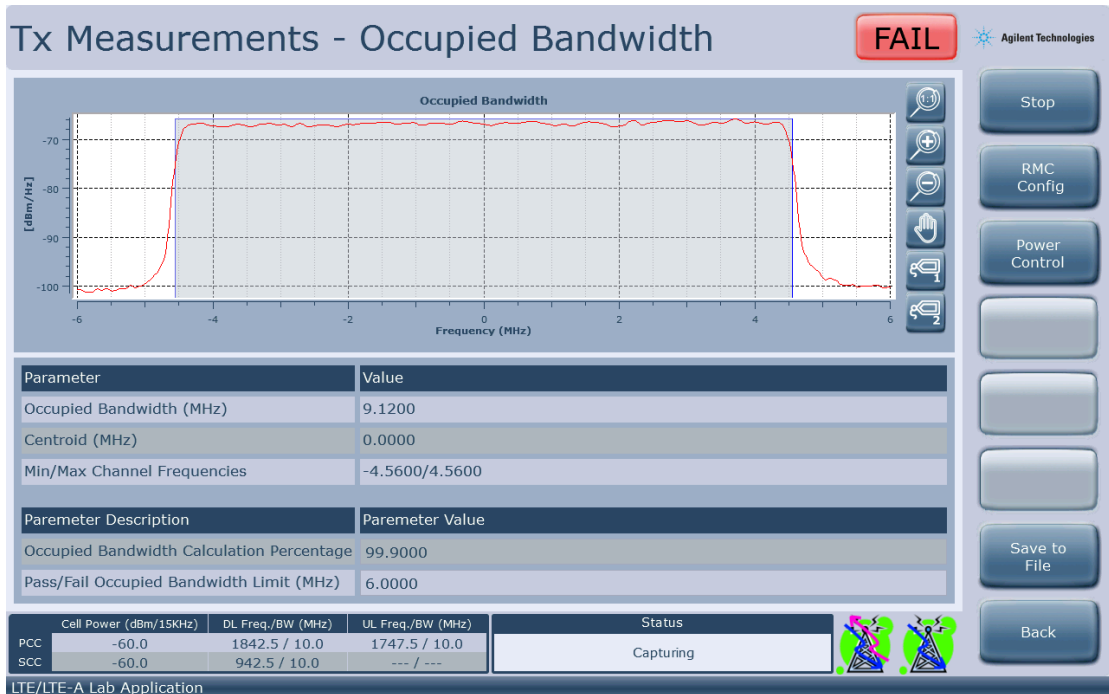 Tx Measurements - Occupied Bandwidth
FAIL
Agilent Technologies
Occupied Bandwidth
1:1
-70
-80
-90
-100
[dBm/Hz]
-6
-4
-2
0
2
4
6
Frequency (MHz)
1
2
Parameter Value
Occupied Bandwidth (MHz) 9.1200
Centroid (MHz) 0.0000
Min/Max Channel Frequencies -4.5600/4.5600
Paremeter Description Paremeter Value
Occupied Bandwidth Calculation Percentage 99.9000
Pass/Fail Occupied Bandwidth Limit (MHz) 6.0000
Cell Power (dBm/15KHz) DL Freq./BW (MHz) UL Freq./BW (MHz)
PCC -60.0 1842.5 / 10.0 1747.5 / 10.0
SCC -60.0 942.5 / 10.0 --- / ---
Status
Capturing
Stop
RMC
Config
Power
Control
Save to
File
Back
LTE/LTE-A Lab Application